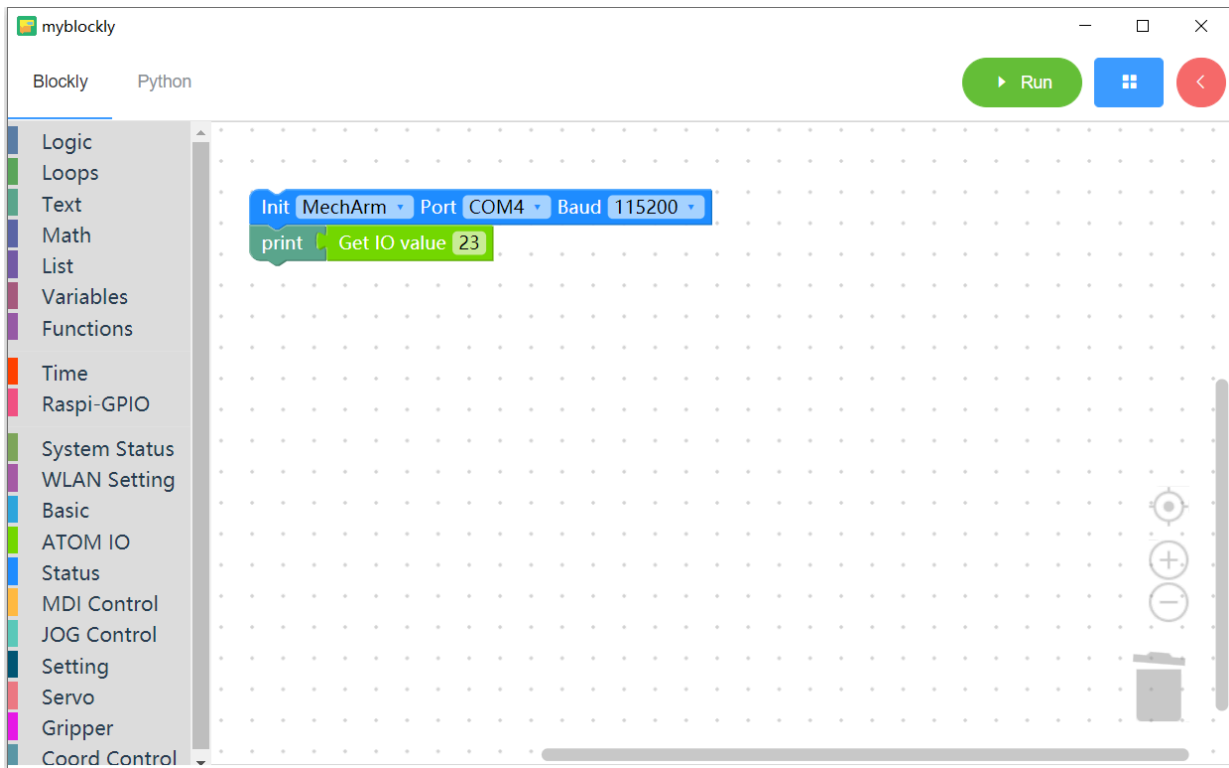 myblockly
Blockly Python Run
Logic
Loops
Text
Math
List
Variables
Functions
Time
Raspi-GPIO
System Status
WLAN Setting
Basic
ATOM IO
Status
MDI Control
JOG Control
Setting
Servo
Gripper
Coord Control
Init MechArm Port COM4 Baud 115200
print Get IO value 23